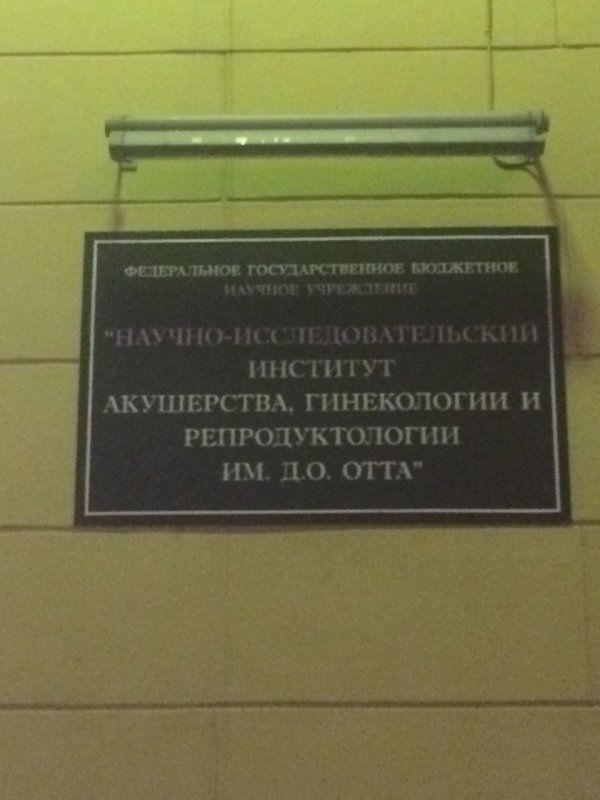 ФЕДЕРАЛЬНОЕ ГОСУДАРСТВЕННОЕ БЮДЖЕТНОЕ
НАУЧНОЕ УЧРЕЖДЕНИЕ
"НАУЧНО-ИССЛЕДОВАТЕЛЬСКИЙ
ИНСТИТУТ
АКУШЕРСТВА, ГИНЕКОЛОГИИ И
РЕПРОДУКТОЛОГИИ
ИМ. Д.О. ОТТА"